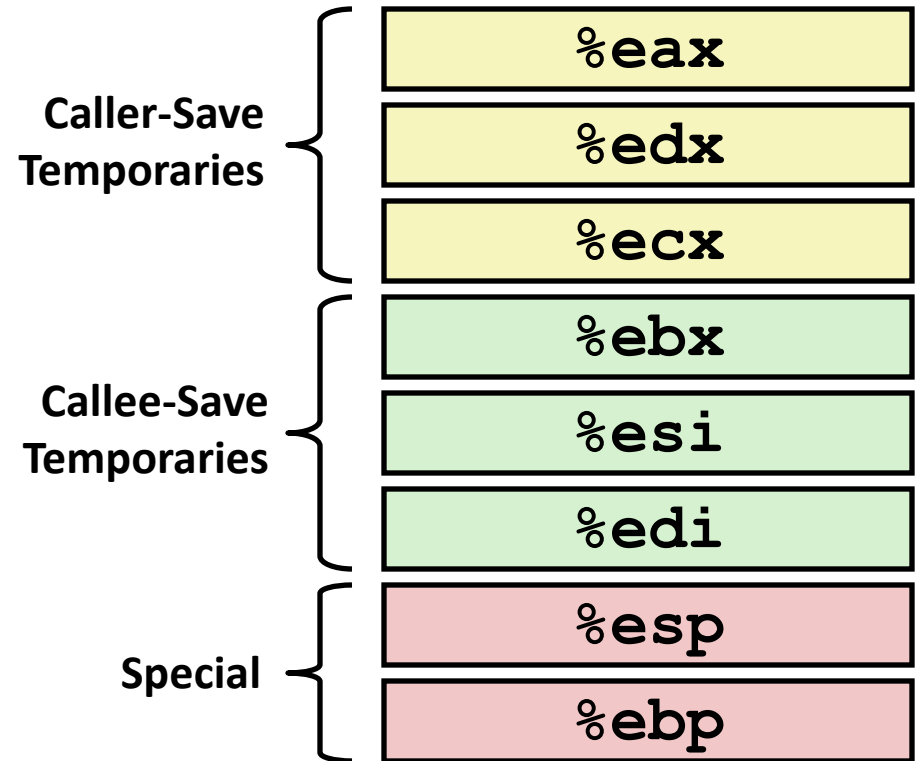 Caller-Save
Temporaries
%eax
%edx
%ecx
Callee-Save
Temporaries
%ebx
%esi
%edi
Special
%esp
%ebp